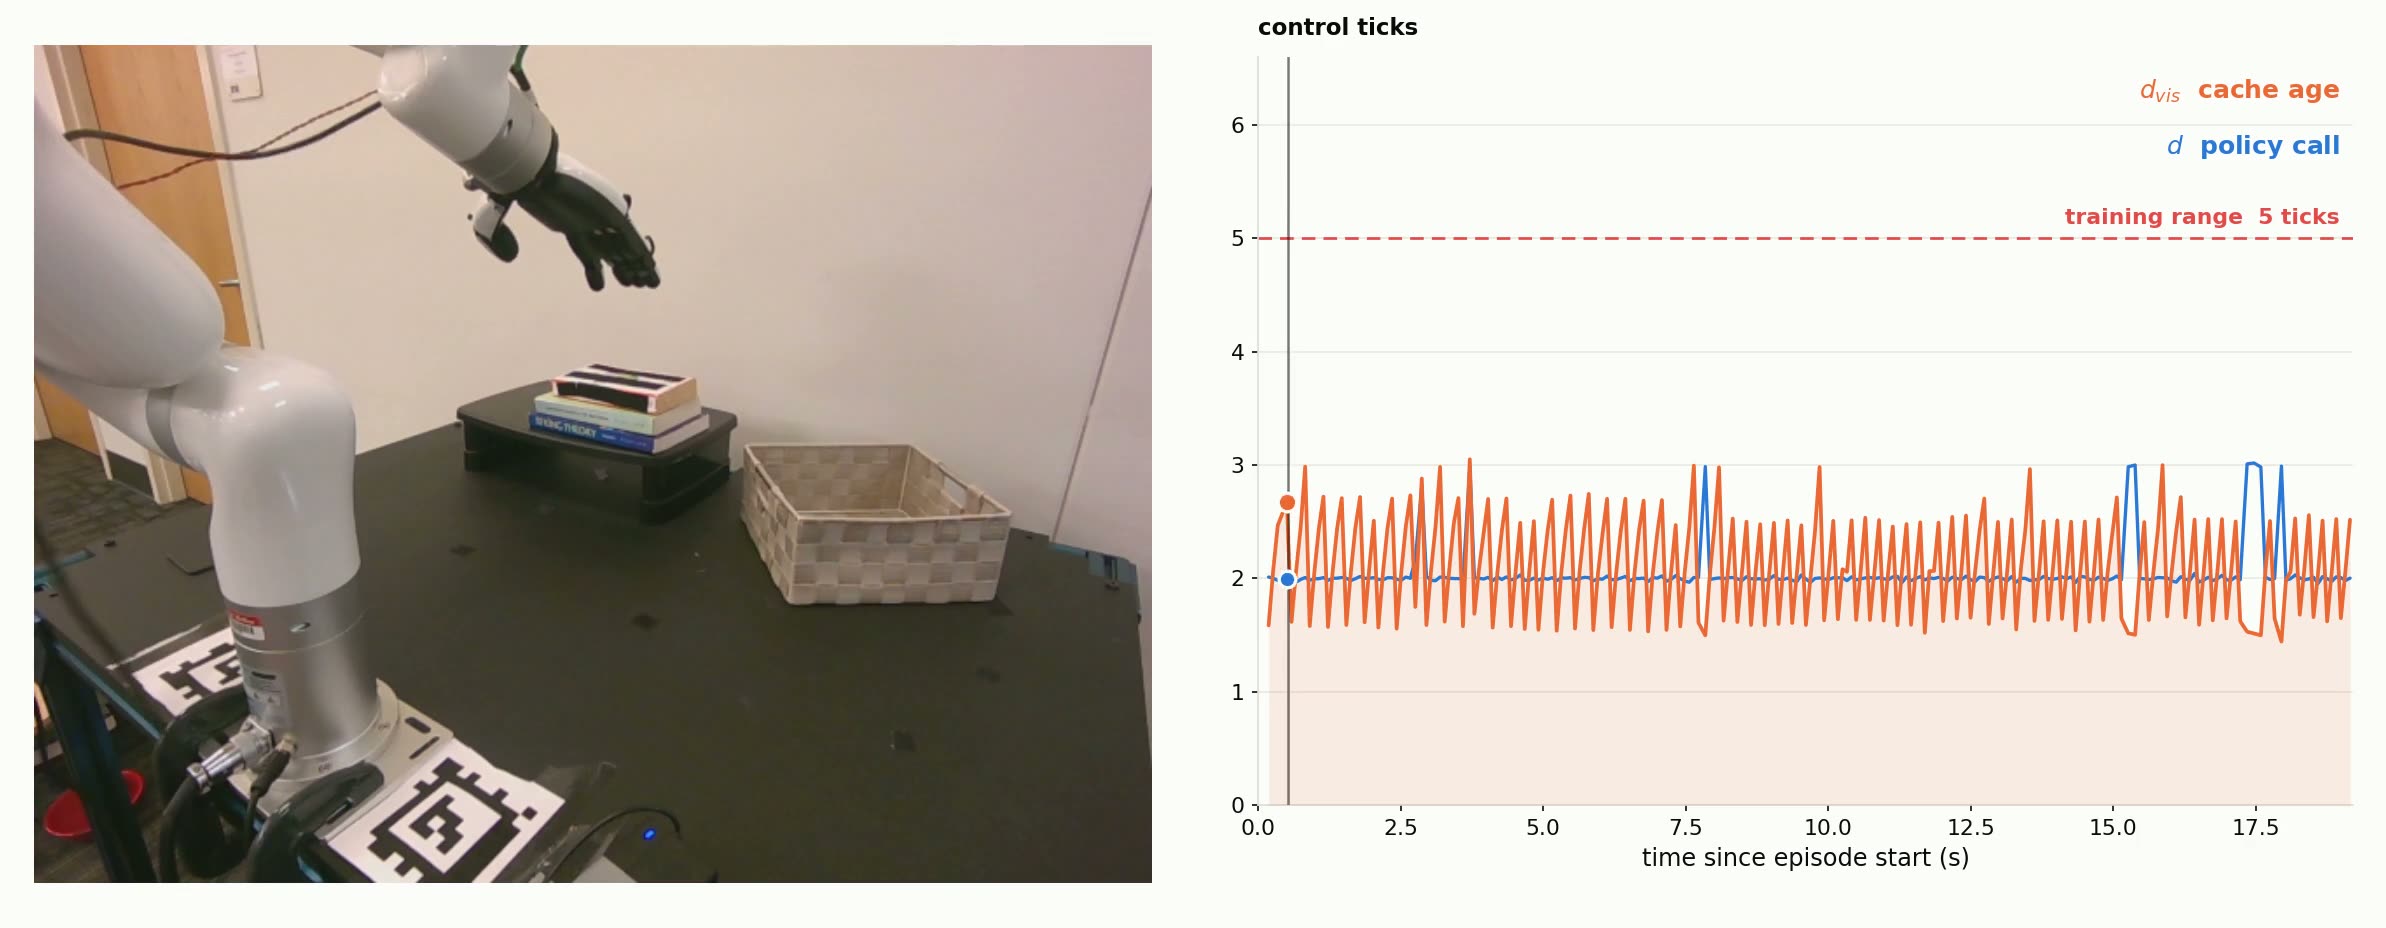 control ticks
d_vis cache age
d policy call
training range 5 ticks
6
5
4
3
2
1
0
0.0 2.5 5.0 7.5 10.0 12.5 15.0 17.5
time since episode start (s)
THEORY